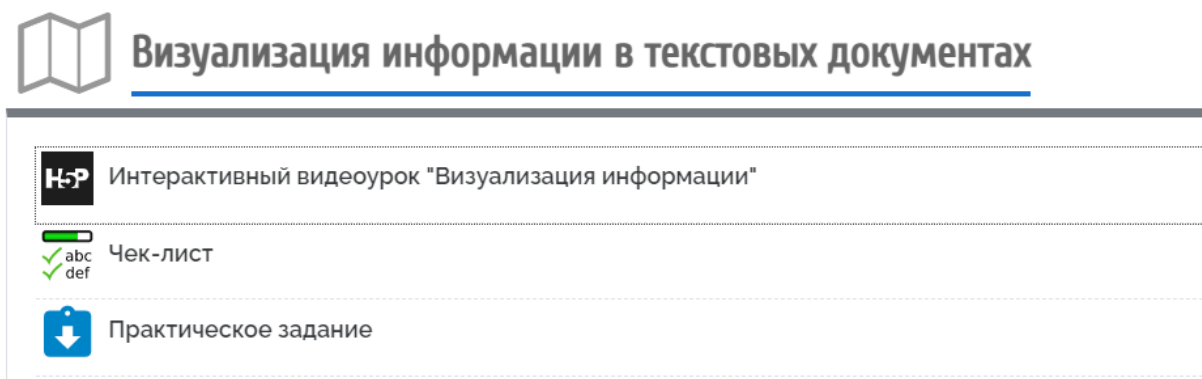 Визуализация информации в текстовых документах
H5P Интерактивный видеоурок "Визуализация информации"
abc
def
Чек-лист
Практическое задание